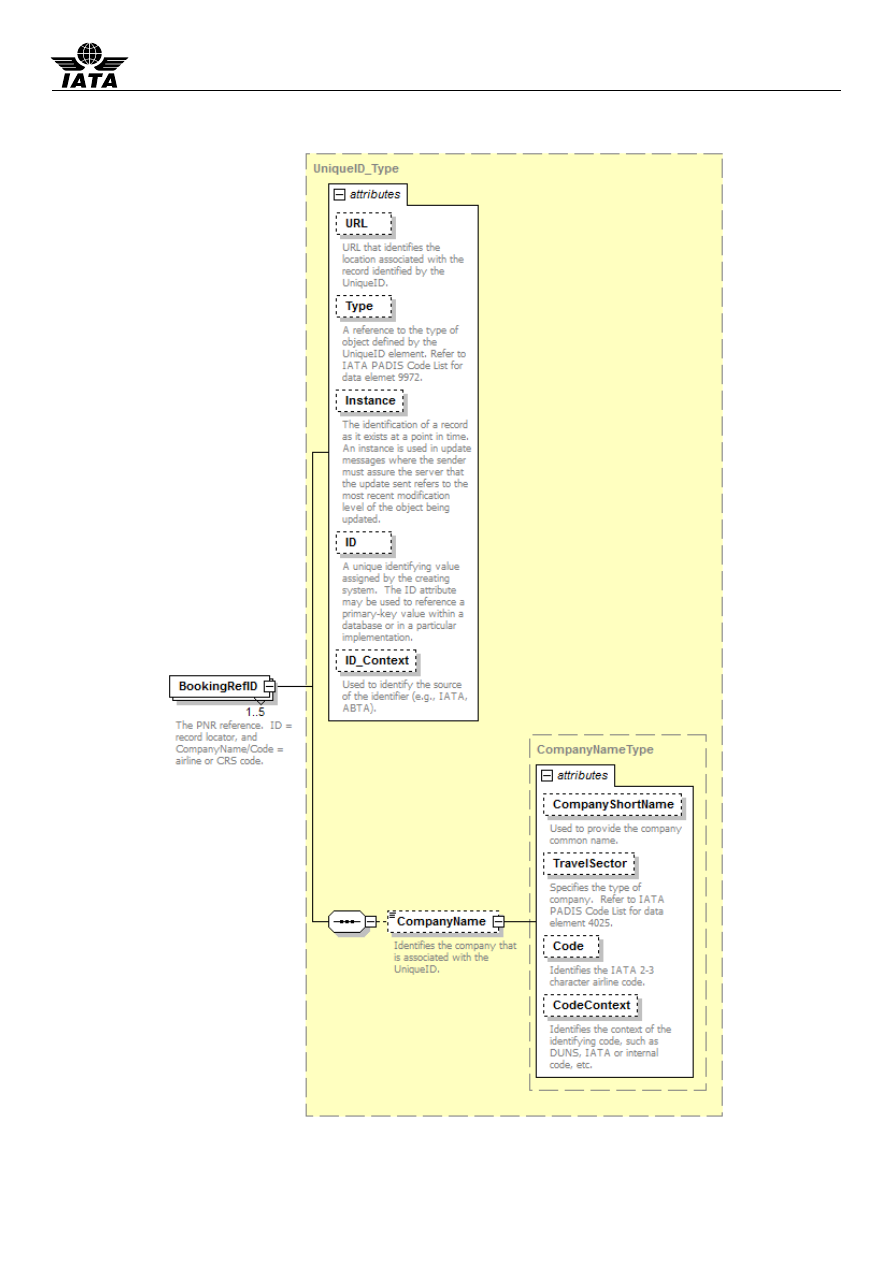 IATA
UniqueID_Type
attributes
URL
URL that identifies the
location associated with the
record identified by the
UniqueID.
Type
A reference to the type of
object defined by the
UniqueID element. Refer to
IATA PADIS Code List for
data elemet 9972.
Instance
The identification of a record
as it exists at a point in time.
An instance is used in update
messages where the sender
must assure the server that
the update sent refers to the
most recent modification
level of the object being
updated.
ID
A unique identifying value
assigned by the creating
system.  The ID attribute
may be used to reference a
primary-key value within a
database or in a particular
implementation.
ID_Context
Used to identify the source
of the identifier (e.g., IATA,
ABTA).
BookingRefID
1..5
The PNR reference.  ID =
record locator, and
CompanyName/Code =
airline or CRS code.
CompanyNameType
attributes
CompanyShortName
Used to provide the company
common name.
TravelSector
Specifies the type of
company.  Refer to IATA
PADIS Code List for data
element 4025.
CompanyName
Identifies the company that
is associated with the
UniqueID.
Code
Identifies the IATA 2-3
character airline code.
CodeContext
Identifies the context of the
identifying code, such as
DUNS, IATA or internal
code, etc.